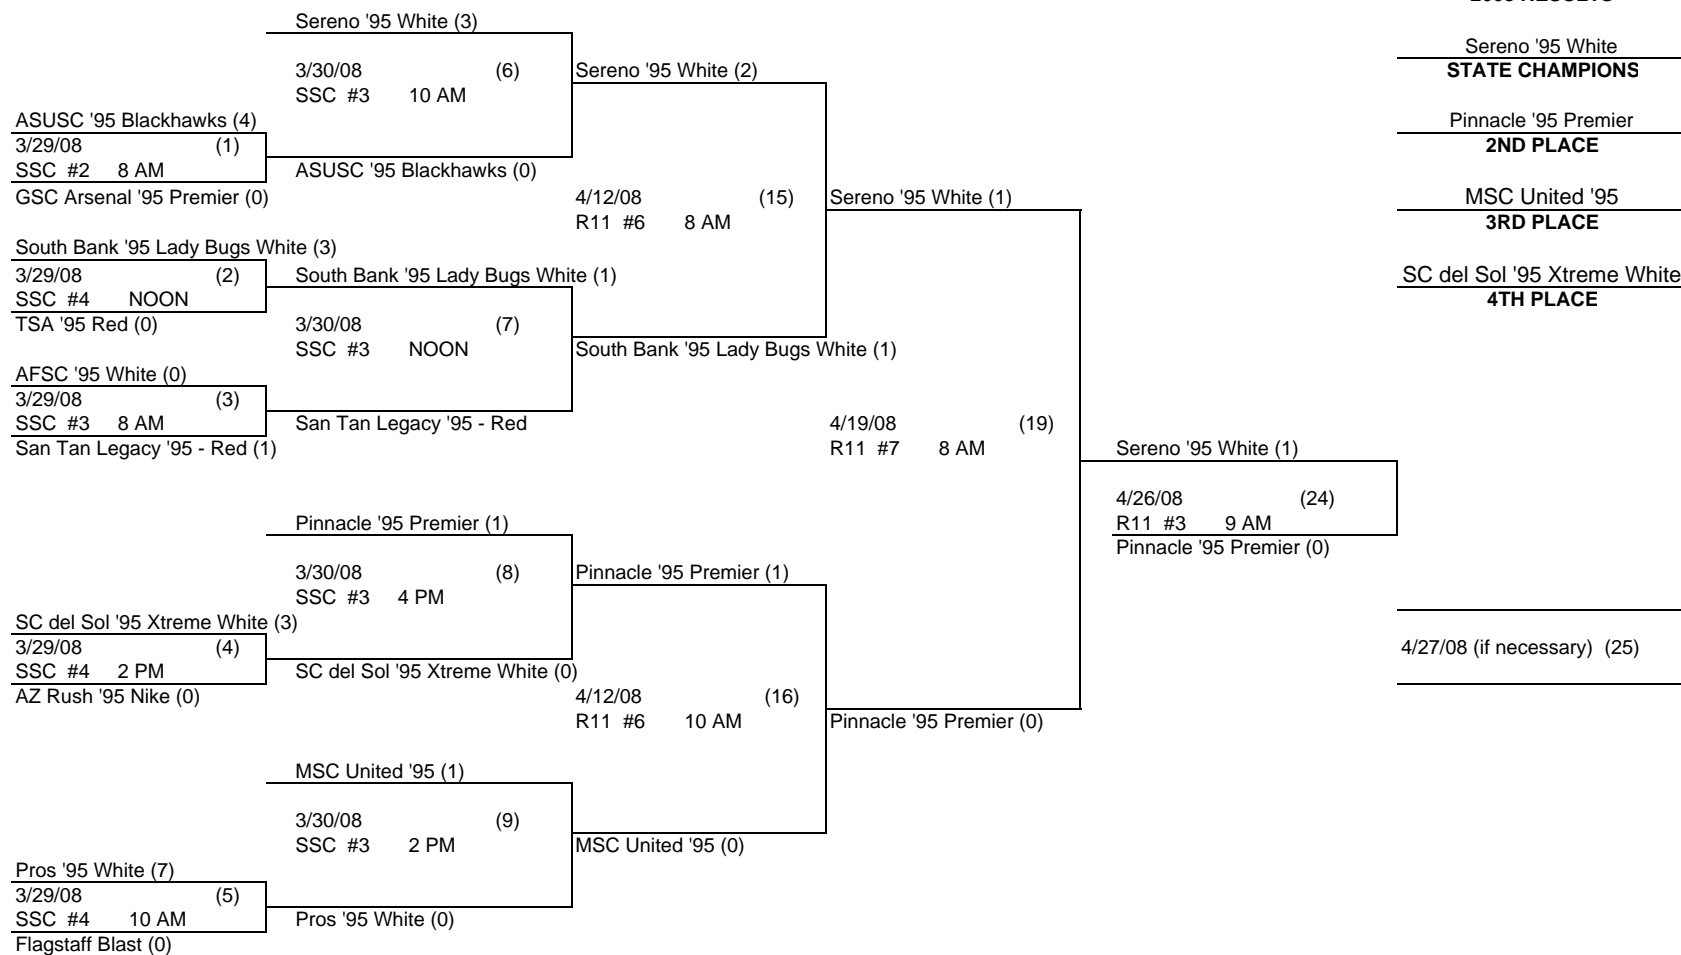 Sereno '95 White (3)
3/30/08 (6)
SSC #3 10 AM
ASUSC '95 Blackhawks (4)
3/29/08 (1)
SSC #2 8 AM
GSC Arsenal '95 Premier (0)
ASUSC '95 Blackhawks (0)
South Bank '95 Lady Bugs White (3)
3/29/08 (2)
SSC #4 NOON
TSA '95 Red (0)
South Bank '95 Lady Bugs White (1)
3/30/08 (7)
SSC #3 NOON
AFSC '95 White (0)
3/29/08 (3)
SSC #3 8 AM
San Tan Legacy '95 - Red (1)
San Tan Legacy '95 - Red
Sereno '95 White (2)
4/12/08 (15)
R11 #6 8 AM
South Bank '95 Lady Bugs White (1)
Pinnacle '95 Premier (1)
3/30/08 (8)
SSC #3 4 PM
SC del Sol '95 Xtreme White (3)
3/29/08 (4)
SSC #4 2 PM
AZ Rush '95 Nike (0)
SC del Sol '95 Xtreme White (0)
MSC United '95 (1)
3/30/08 (9)
SSC #3 2 PM
Pros '95 White (7)
3/29/08 (5)
SSC #4 10 AM
Flagstaff Blast (0)
Pros '95 White (0)
Pinnacle '95 Premier (1)
4/12/08 (16)
R11 #6 10 AM
MSC United '95 (0)
Sereno '95 White (1)
4/19/08 (19)
R11 #7 8 AM
Pinnacle '95 Premier (0)
Sereno '95 White (1)
4/26/08 (24)
R11 #3 9 AM
Pinnacle '95 Premier (0)
4/27/08 (if necessary) (25)
Sereno '95 White
STATE CHAMPIONS
Pinnacle '95 Premier
2ND PLACE
MSC United '95
3RD PLACE
SC del Sol '95 Xtreme White
4TH PLACE